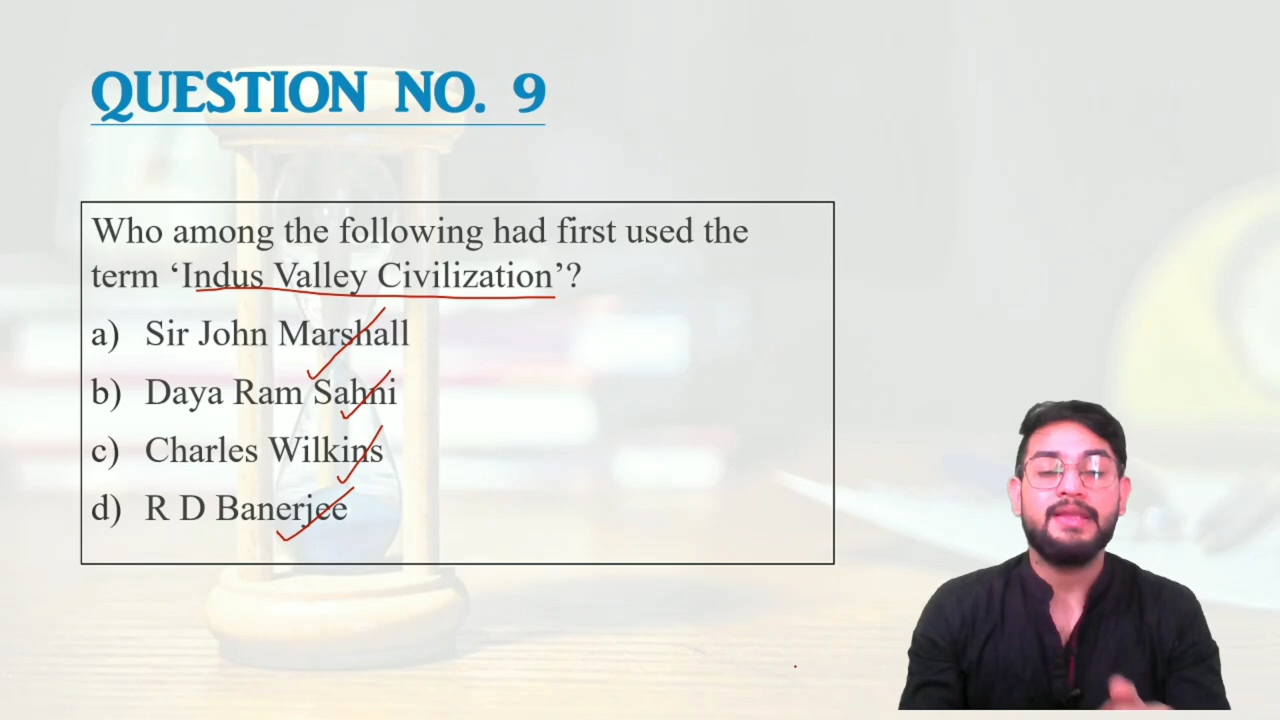 QUESTION NO. 9
Who among the following had first used the
term ‘Indus Valley Civilization’?
a) Sir John Marshall
b) Daya Ram Sahni
c) Charles Wilkins
d) R D Banerjee